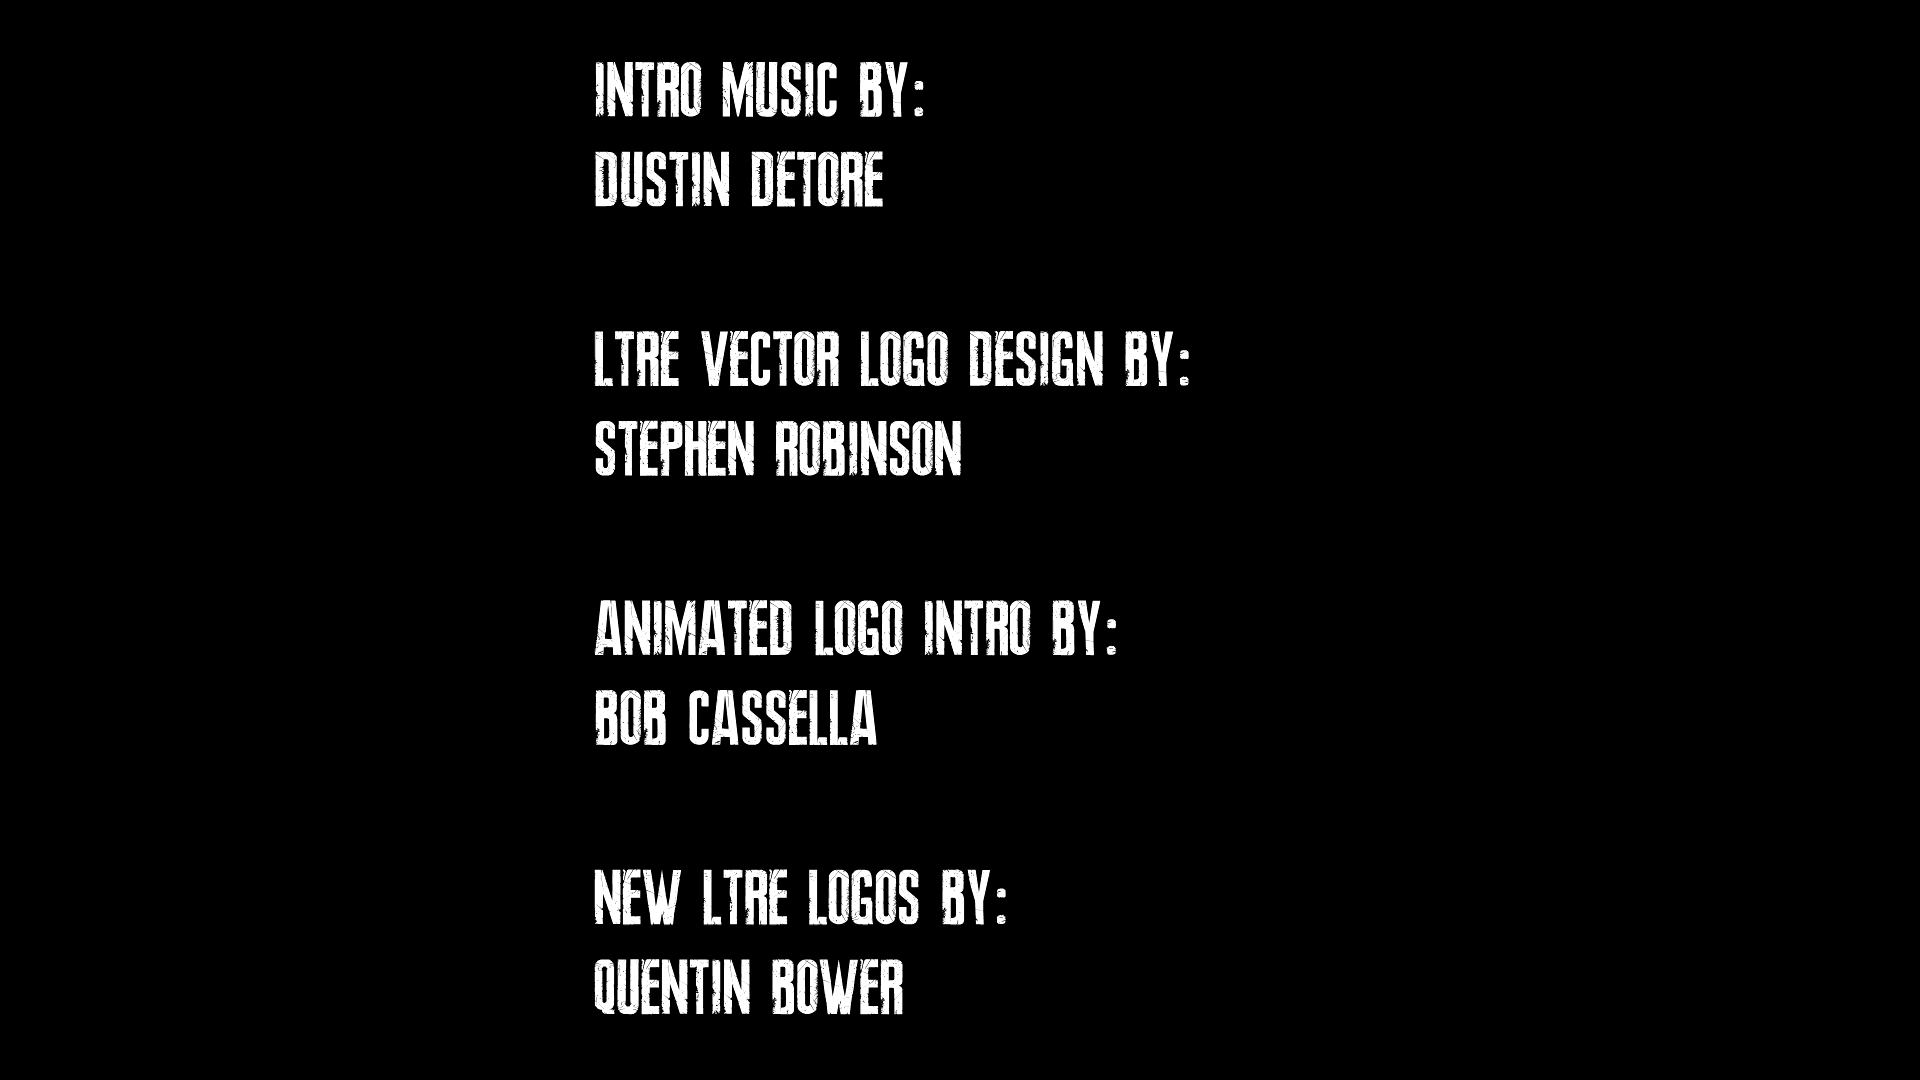 INTRO MUSIC BY:
DUSTIN DETORE
LTRE VECTOR LOGO DESIGN BY:
STEPHEN ROBINSON
ANIMATED LOGO INTRO BY:
BOB CASSELLA
NEW LTRE LOGOS BY:
QUENTIN BOWER